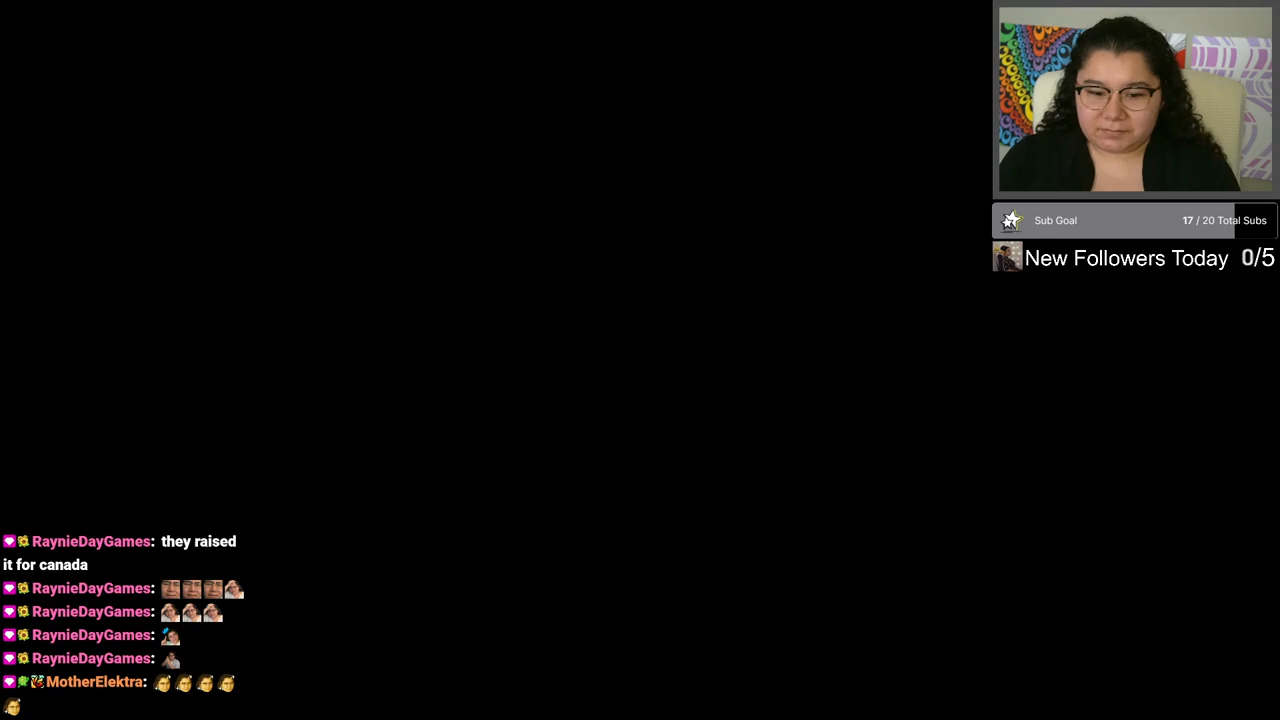 Sub Goal 17 / 20 Total Subs
New Followers Today 0/5
RaynieDayGames: they raised
it for canada
RaynieDayGames:
RaynieDayGames:
RaynieDayGames:
RaynieDayGames:
MotherElektra: